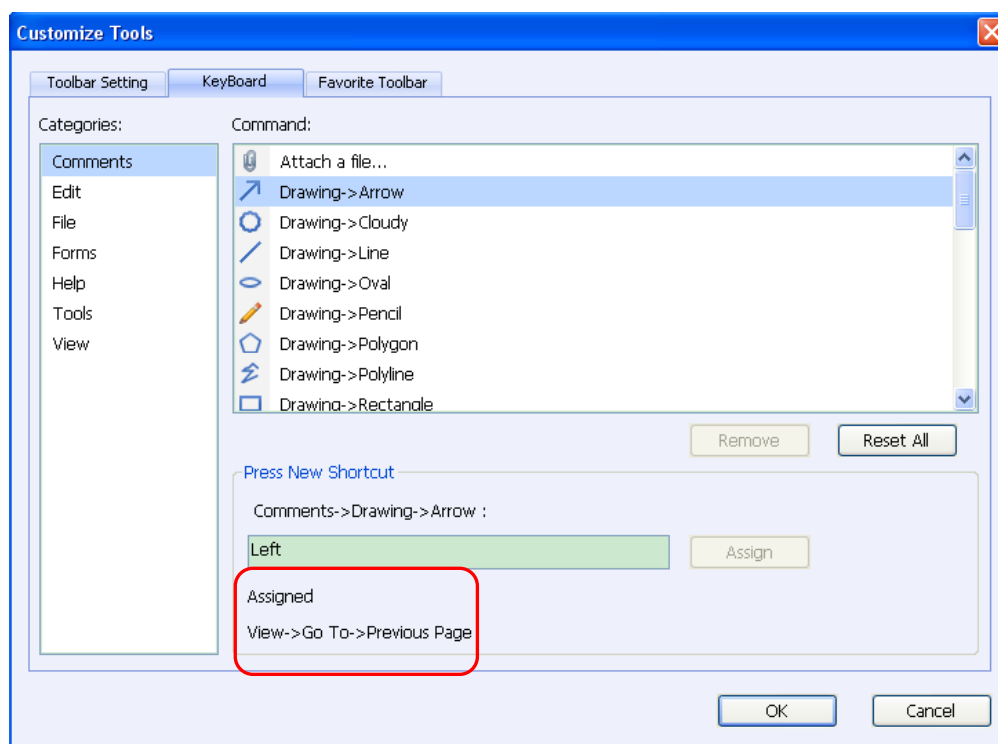 Customize Tools
Toolbar Setting KeyBoard Favorite Toolbar
Categories: Command:
Comments
Edit
File
Forms
Help
Tools
View
Attach a file...
Drawing->Arrow
Drawing->Cloudy
Drawing->Line
Drawing->Oval
Drawing->Pencil
Drawing->Polygon
Drawing->Polyline
Drawing->Rectangle
Remove Reset All
Press New Shortcut
Comments->Drawing->Arrow :
Left Assign
Assigned
View->Go To->Previous Page
OK Cancel